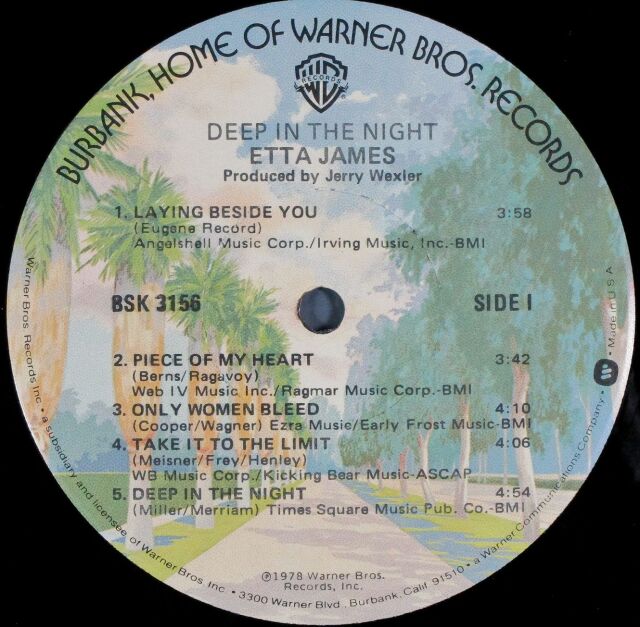 BURBANK, HOME OF WARNER BROS. RECORDS
RECORDS
DEEP IN THE NIGHT
ETTA JAMES
Produced by Jerry Wexler
1. LAYING BESIDE YOU 3:58
(Eugene Record)
Angelshell Music Corp./Irving Music, Inc.-BMI
BSK 3156 SIDE I
2. PIECE OF MY HEART 3:42
(Berns/Ragavoy)
Web IV Music Inc./Ragmar Music Corp.-BMI
3. ONLY WOMEN BLEED 4:10
(Cooper/Wagner) Ezra Music/Early Frost Music-BMI
4. TAKE IT TO THE LIMIT 4:06
(Meisner/Frey/Henley)
WB Music Corp./Kicking Bear Music-ASCAP
5. DEEP IN THE NIGHT 4:54
(Miller/Merriam) Times Square Music Pub. Co.-BMI
℗1978 Warner Bros.
Records, Inc.
Warner Bros. Records Inc. • a subsidiary and licensee of Warner Bros. Inc. • 3300 Warner Blvd., Burbank, Calif. 91510 • a Warner Communications Company • Made in U S A